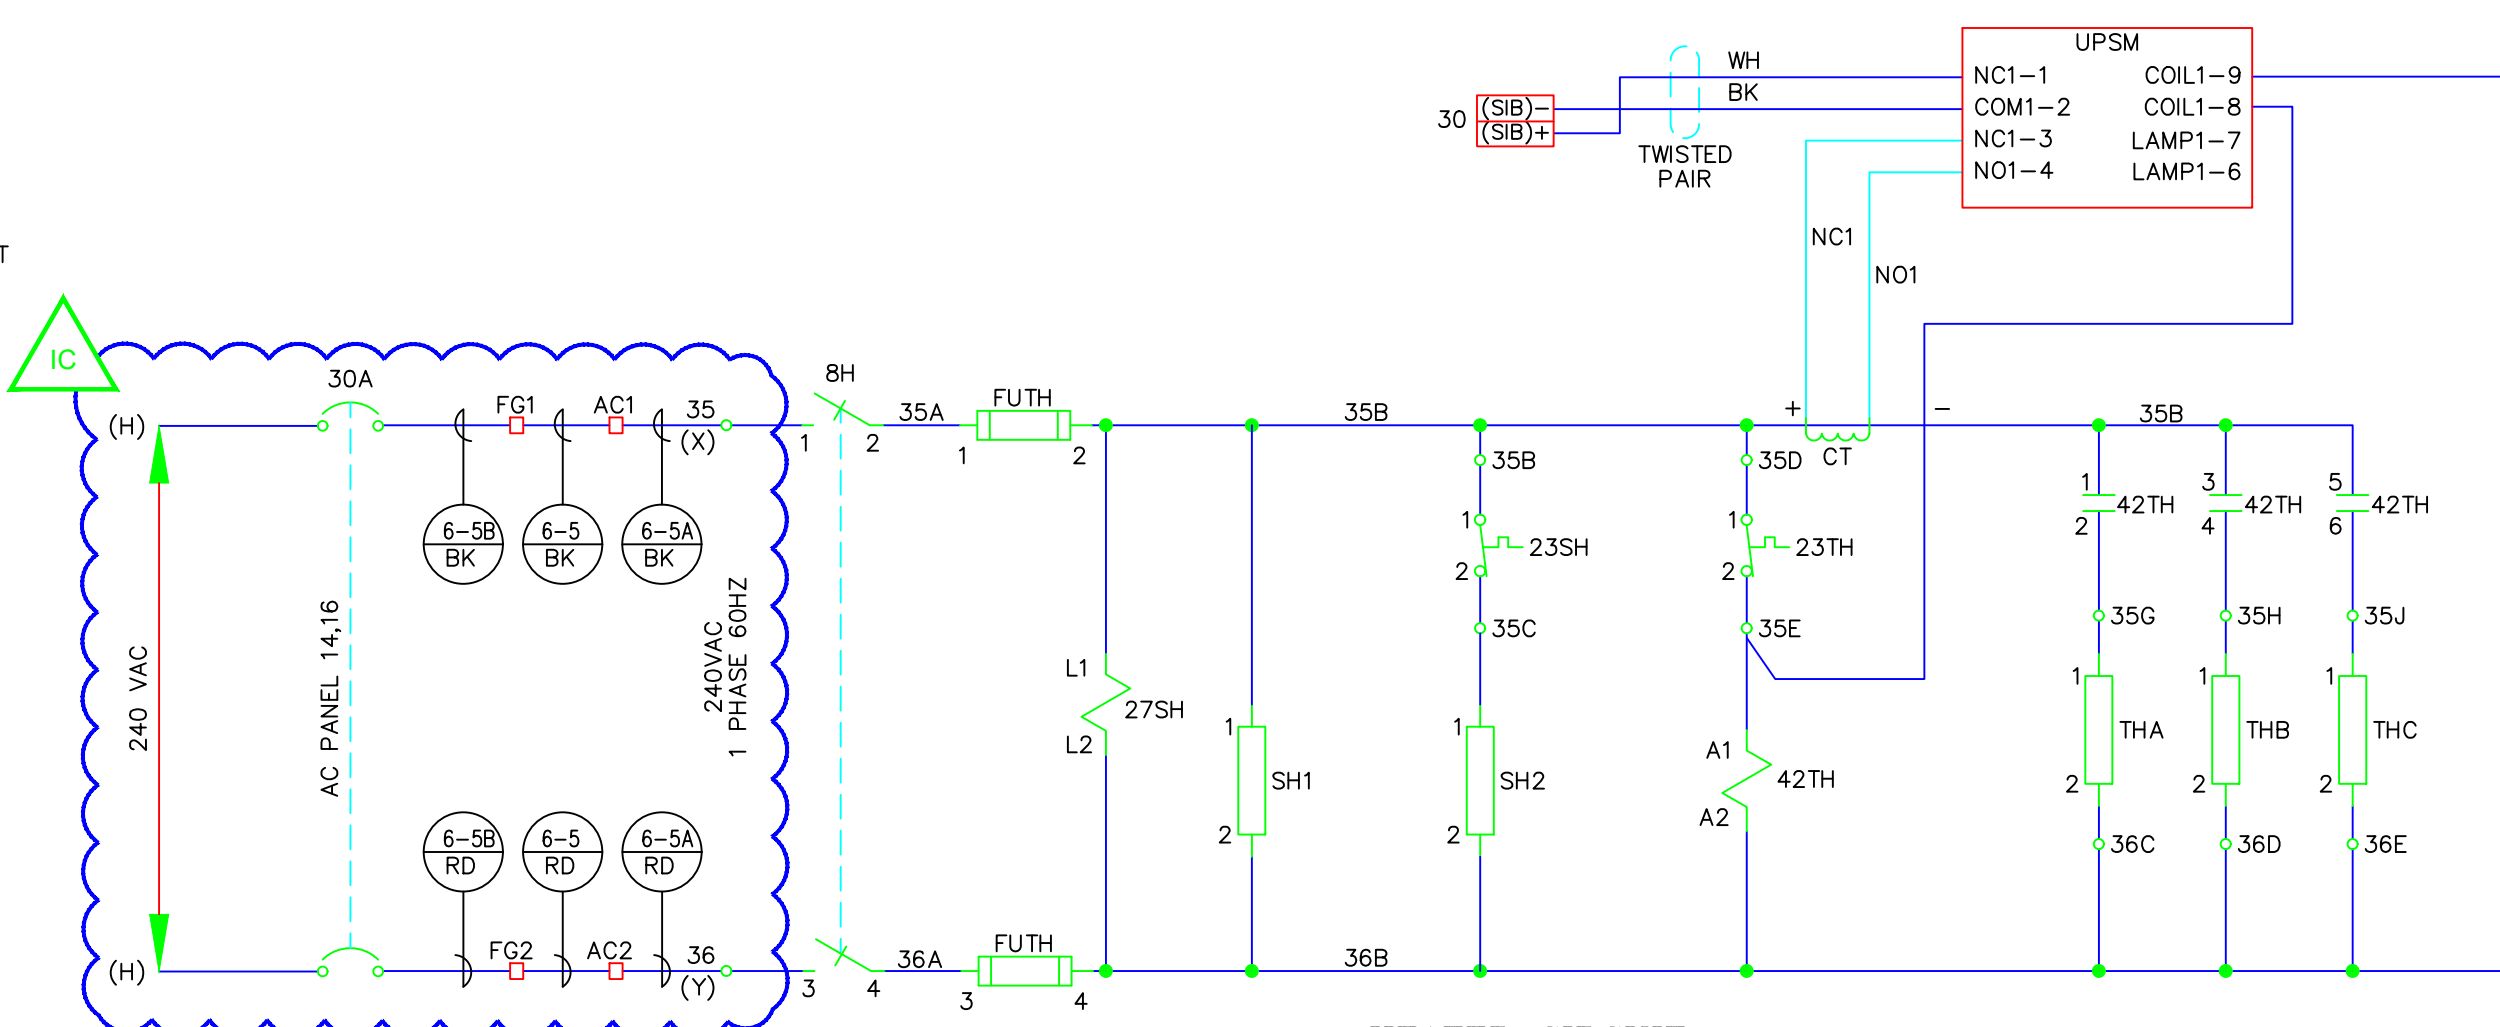 UPSM
WH
NC1-1
COIL1-9
BK
30
(SIB)-
COM1-2
COIL1-8
(SIB)+
NC1-3
LAMP1-7
TWISTED
PAIR
NO1-4
LAMP1-6
NC1
NO1
T
IC
30A
8H
(H)
FG1
AC1
35
(X)
1
2
35A
FUTH
1
2
35B
+
-
CT
35B
6-5B
BK
6-5
BK
6-5A
BK
35B
1
23SH
2
35C
35D
1
23TH
2
35E
1
42TH
2
3
42TH
4
5
42TH
6
35G
35H
35J
240 VAC
AC PANEL 14,16
240VAC
1 PHASE 60HZ
L1
27SH
L2
1
SH1
2
1
SH2
2
A1
42TH
A2
1
THA
2
1
THB
2
1
THC
2
36C
36D
36E
6-5B
RD
6-5
RD
6-5A
RD
(H)
FG2
AC2
36
(Y)
3
4
36A
FUTH
3
4
36B